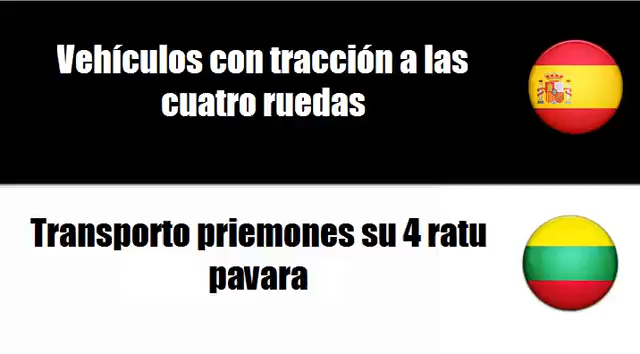 Vehículos con tracción a las
cuatro ruedas
Transporto priemones su 4 ratu
pavara